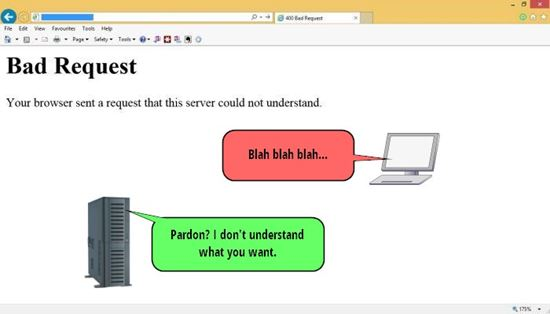 400 Bad Request
File Edit View Favourites Tools Help
Page Safety Tools
Bad Request
Your browser sent a request that this server could not understand.
Blah blah blah...
Pardon? I don't understand
what you want.
175%